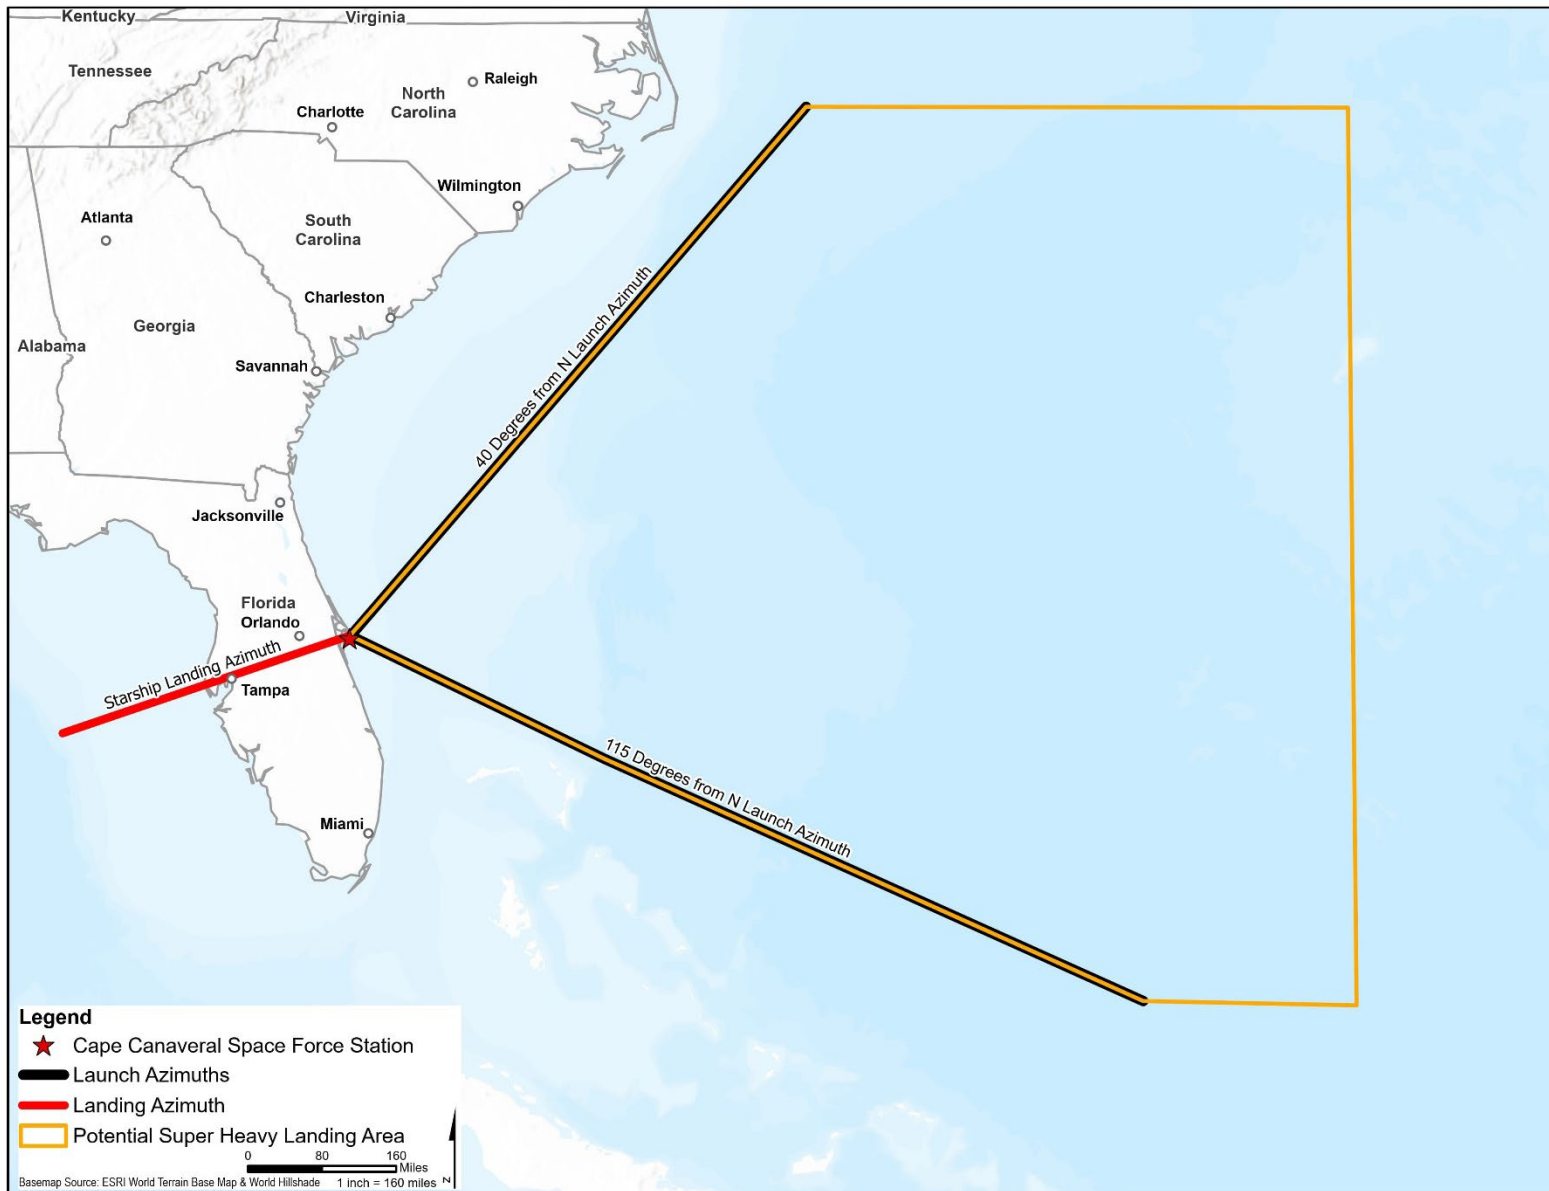 Kentucky
Virginia
Tennessee
Raleigh
North
Carolina
Charlotte
Wilmington
Atlanta
South
Carolina
Charleston
Georgia
Alabama
Savannah
40 Degrees from N Launch Azimuth
Jacksonville
Florida
Orlando
Starship Landing Azimuth
Tampa
115 Degrees from N Launch Azimuth
Miami
Legend
Cape Canaveral Space Force Station
Launch Azimuths
Landing Azimuth
Potential Super Heavy Landing Area
0 80 160
Miles
Basemap Source: ESRI World Terrain Base Map & World Hillshade 1 inch = 160 miles
N